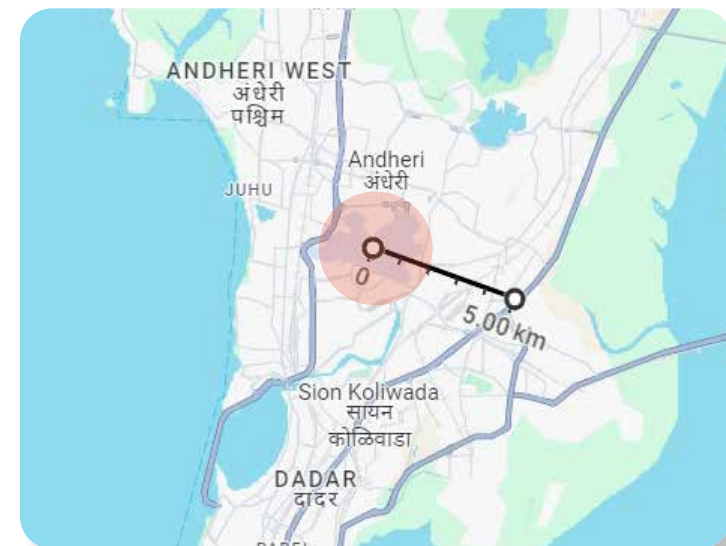 ANDHERI WEST
अंधेरी
पश्चिम
Andheri
अंधेरी
JUHU
0
5.00 km
Sion Koliwada
सायन
कोळिवाडा
DADAR
दादर